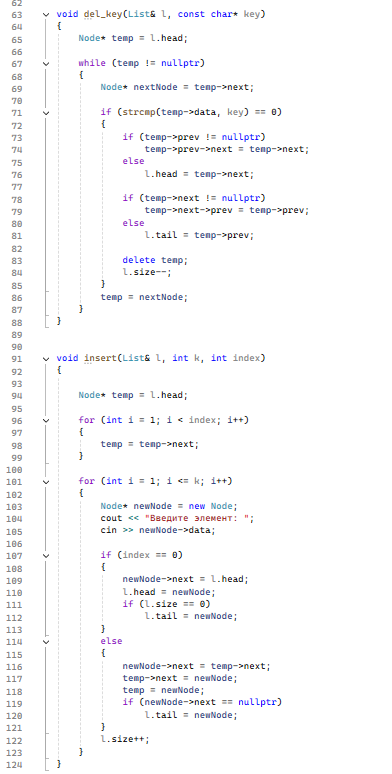 62
63 void del_key(List& l, const char* key)
64 {
65     Node* temp = l.head;
66
67     while (temp != nullptr)
68     {
69         Node* nextNode = temp->next;
70
71         if (strcmp(temp->data, key) == 0)
72         {
73             if (temp->prev != nullptr)
74                 temp->prev->next = temp->next;
75             else
76                 l.head = temp->next;
77
78             if (temp->next != nullptr)
79                 temp->next->prev = temp->prev;
80             else
81                 l.tail = temp->prev;
82
83             delete temp;
84             l.size--;
85         }
86         temp = nextNode;
87     }
88 }
89
90
91 void insert(List& l, int k, int index)
92 {
93
94     Node* temp = l.head;
95
96     for (int i = 1; i < index; i++)
97     {
98         temp = temp->next;
99     }
100
101     for (int i = 1; i <= k; i++)
102     {
103         Node* newNode = new Node;
104         cout << "Введите элемент: ";
105         cin >> newNode->data;
106
107         if (index == 0)
108         {
109             newNode->next = l.head;
110             l.head = newNode;
111             if (l.size == 0)
112                 l.tail = newNode;
113         }
114         else
115         {
116             newNode->next = temp->next;
117             temp->next = newNode;
118             temp = newNode;
119             if (newNode->next == nullptr)
120                 l.tail = newNode;
121         }
122         l.size++;
123     }
124 }